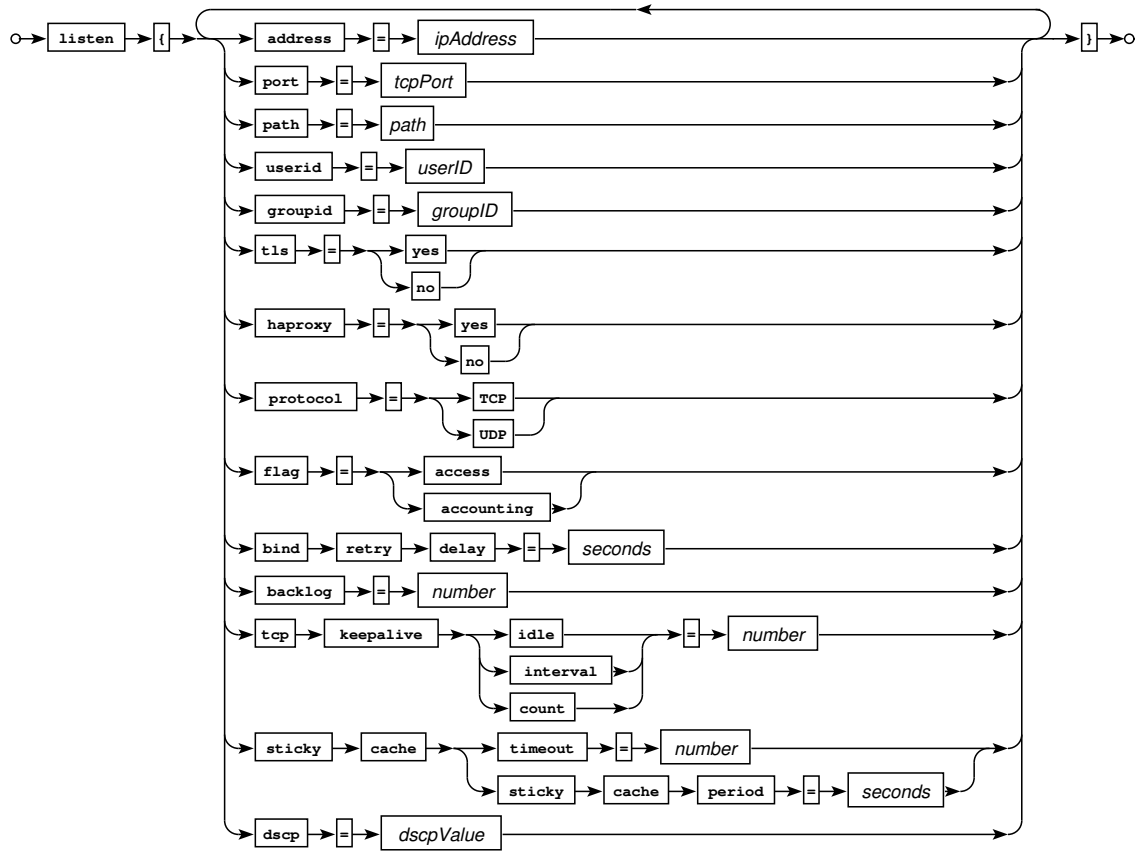 listen { address = ipAddress }
port = tcpPort
path = path
userid = userID
groupid = groupID
tls = yes
no
haproxy = yes
no
protocol = TCP
UDP
flag = access
accounting
bind retry delay = seconds
backlog = number
tcp keepalive idle = number
interval
count
sticky cache timeout = number
sticky cache period = seconds
dscp = dscpValue